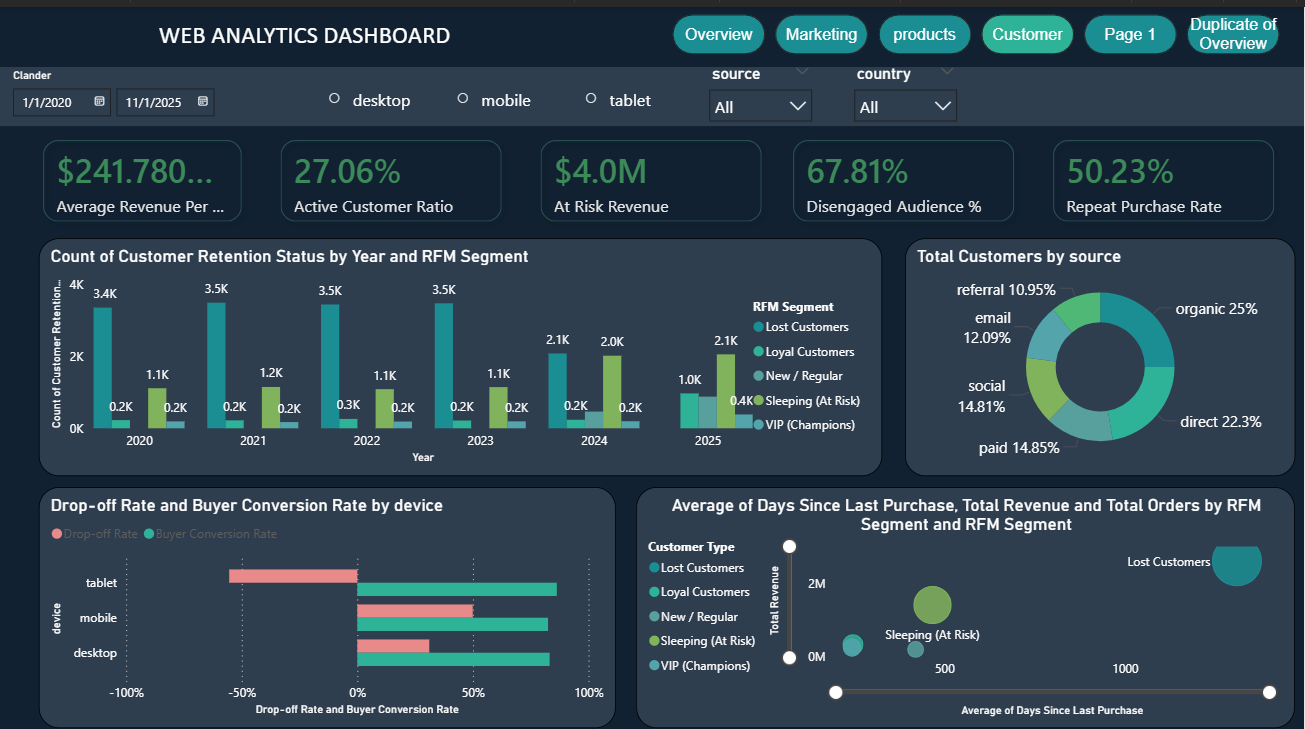 WEB ANALYTICS DASHBOARD
Overview
Marketing
products
Customer
Page 1
Duplicate of
Overview
Clander
1/1/2020
11/1/2025
desktop
mobile
tablet
source
All
country
All
$241.780...
Average Revenue Per ...
27.06%
Active Customer Ratio
$4.0M
At Risk Revenue
67.81%
Disengaged Audience %
50.23%
Repeat Purchase Rate
Count of Customer Retention Status by Year and RFM Segment
Count of Customer Retention...
4K
2K
0K
3.4K
0.2K
1.1K
0.2K
3.5K
0.2K
1.2K
0.2K
3.5K
0.3K
1.1K
0.2K
3.5K
0.2K
1.1K
0.2K
2.1K
0.2K
2.0K
0.2K
1.0K
2.1K
0.4K
2020
2021
2022
2023
2024
2025
Year
RFM Segment
Lost Customers
Loyal Customers
New / Regular
Sleeping (At Risk)
VIP (Champions)
Total Customers by source
referral 10.95%
email
12.09%
social
14.81%
paid 14.85%
organic 25%
direct 22.3%
Drop-off Rate and Buyer Conversion Rate by device
Drop-off Rate
Buyer Conversion Rate
device
tablet
mobile
desktop
-100%
-50%
0%
50%
100%
Drop-off Rate and Buyer Conversion Rate
Average of Days Since Last Purchase, Total Revenue and Total Orders by RFM
Segment and RFM Segment
Customer Type
Lost Customers
Loyal Customers
New / Regular
Sleeping (At Risk)
VIP (Champions)
Total Revenue
2M
0M
Lost Customers
Sleeping (At Risk)
500
1000
Average of Days Since Last Purchase